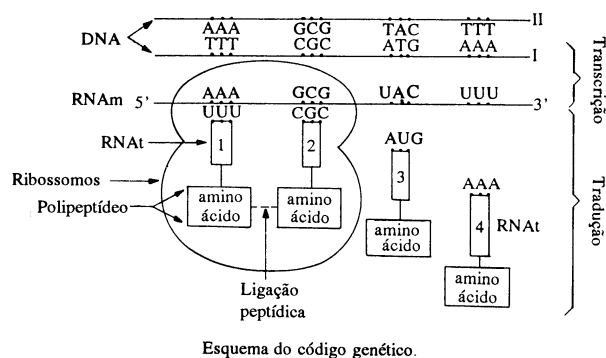 AAA GCG TAC TTT II
DNA
TTT CGC ATG AAA I
RNAm 5' AAA GCG UAC UUU 3'
UUU CGC
RNAt 1 2 AUG
3
Ribossomos
AAA
Polipeptídeo amino ácido amino ácido 4 RNAt
amino ácido
amino ácido
Ligação
peptídica
Transcrição
Tradução
Esquema do código genético.